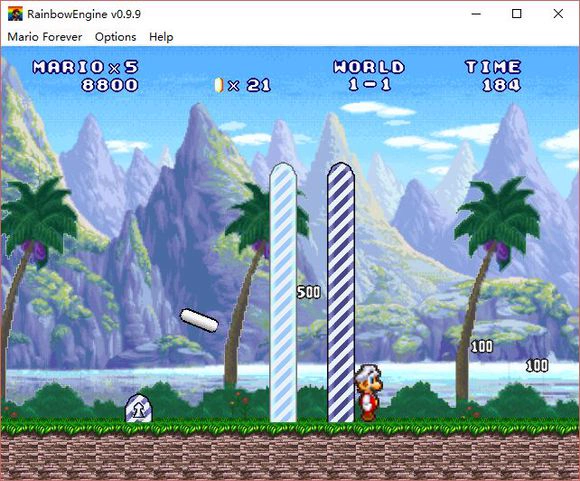 RainbowEngine v0.9.9
Mario Forever Options Help
MARIO x 5 WORLD TIME
8800 x 21 1-1 184
500
100
100